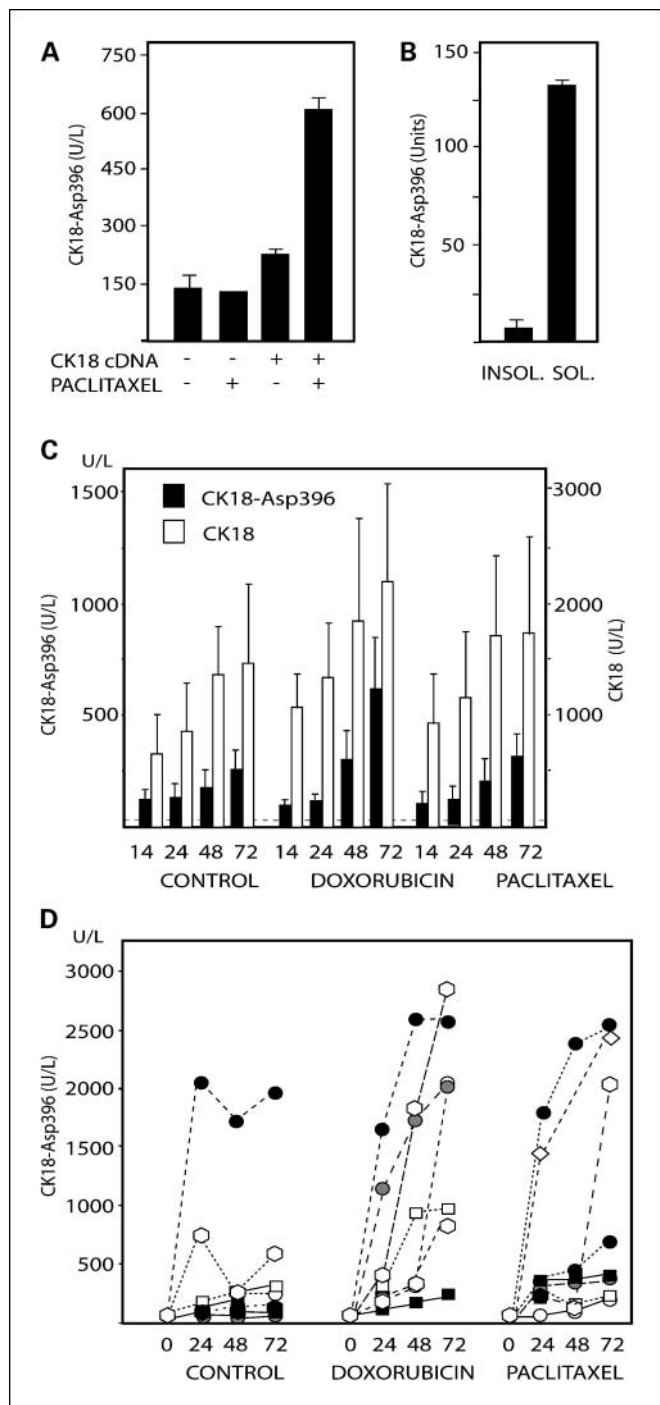 A
750
600
450
300
150
CK18-Asp396 (U/L)
CK18 cDNA - - + +
PACLITAXEL - + - +
B
150
100
50
CK18-Asp396 (Units)
INSOL. SOL.
C
U/L
1500
1000
500
CK18-Asp396 (U/L)
CK18-Asp396
CK18
3000
2000
1000
CK18 (U/L)
14 24 48 72 14 24 48 72 14 24 48 72
CONTROL DOXORUBICIN PACLITAXEL
D
U/L
3000
2500
2000
1500
1000
500
CK18-Asp396 (U/L)
0 24 48 72 0 24 48 72 0 24 48 72
CONTROL DOXORUBICIN PACLITAXEL